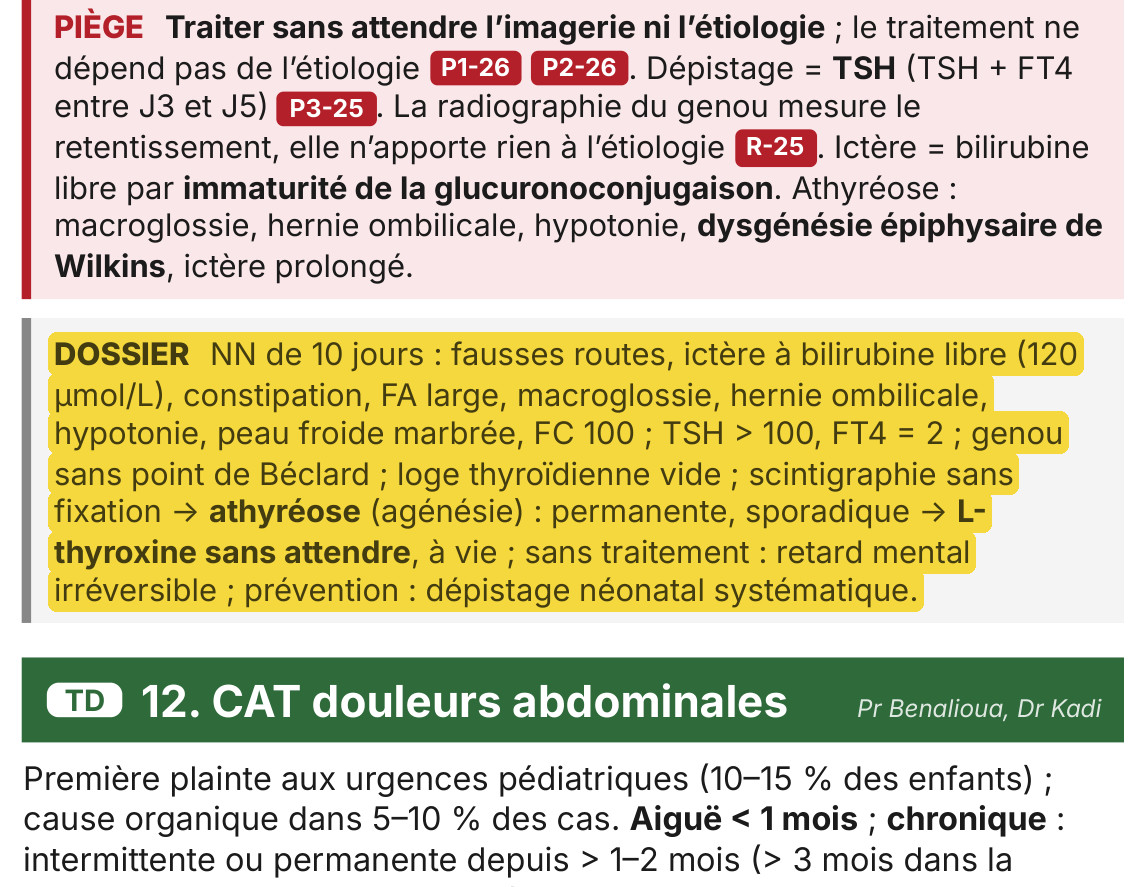 PIÈGE Traiter sans attendre l’imagerie ni l’étiologie ; le traitement ne
dépend pas de l’étiologie P1-26 P2-26. Dépistage = TSH (TSH + FT4
entre J3 et J5) P3-25. La radiographie du genou mesure le
retentissement, elle n’apporte rien à l’étiologie R-25. Ictère = bilirubine
libre par immaturité de la glucuronoconjugaison. Athyréose :
macroglossie, hernie ombilicale, hypotonie, dysgénésie épiphysaire de
Wilkins, ictère prolongé.
DOSSIER NN de 10 jours : fausses routes, ictère à bilirubine libre (120
µmol/L), constipation, FA large, macroglossie, hernie ombilicale,
hypotonie, peau froide marbrée, FC 100 ; TSH > 100, FT4 = 2 ; genou
sans point de Béclard ; loge thyroïdienne vide ; scintigraphie sans
fixation → athyréose (agénésie) : permanente, sporadique → L-
thyroxine sans attendre, à vie ; sans traitement : retard mental
irréversible ; prévention : dépistage néonatal systématique.
TD 12. CAT douleurs abdominales Pr Benalioua, Dr Kadi
Première plainte aux urgences pédiatriques (10–15 % des enfants) ;
cause organique dans 5–10 % des cas. Aiguë < 1 mois ; chronique :
intermittente ou permanente depuis > 1–2 mois (> 3 mois dans la